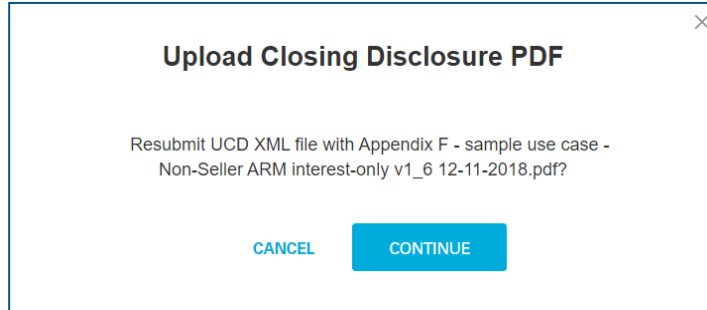 Upload Closing Disclosure PDF
Resubmit UCD XML file with Appendix F - sample use case -
Non-Seller ARM interest-only v1_6 12-11-2018.pdf?
CANCEL CONTINUE